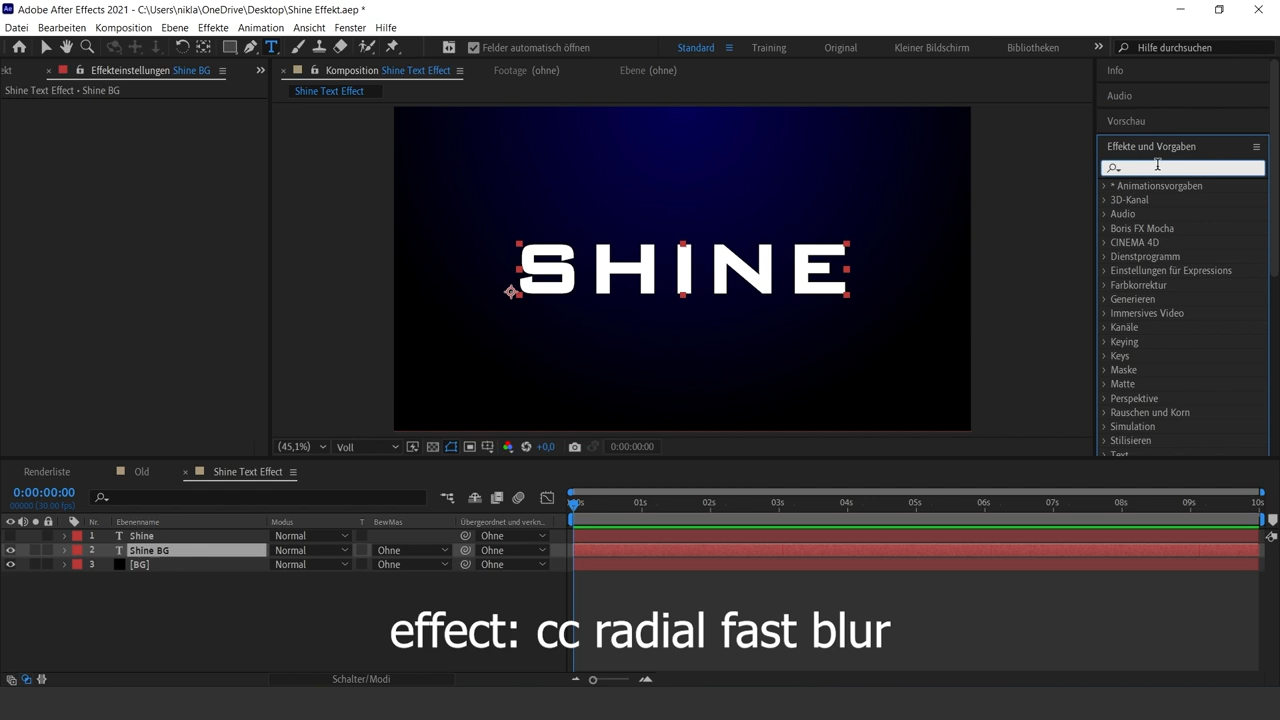 Adobe After Effects 2021 - C:\Users\nikla\OneDrive\Desktop\Shine Effekt.aep *
Datei Bearbeiten Komposition Ebene Effekte Animation Ansicht Fenster Hilfe
Felder automatisch öffnen Standard Training Original Kleiner Bildschirm Bibliotheken Hilfe durchsuchen
ekt Effekteinstellungen Shine BG Komposition Shine Text Effect Footage (ohne) Ebene (ohne) Info
Shine Text Effect • Shine BG Shine Text Effect Audio
Vorschau
Effekte und Vorgaben
* Animationsvorgaben
3D-Kanal
Audio
Boris FX Mocha
CINEMA 4D
Dienstprogramm
Einstellungen für Expressions
Farbkorrektur
Generieren
Immersives Video
Kanäle
Keying
Keys
Maske
Matte
Perspektive
Rauschen und Korn
Simulation
Stilisieren
Text
SHINE
(45,1%) Voll +0,0 0:00:00:00
Renderliste Old Shine Text Effect
0:00:00:00
00000 (30.00 fps)
00s 01s 02s 03s 04s 05s 06s 07s 08s 09s 10s
Nr. Ebenenname Modus T BewMas Übergeordnet und verkn...
1 T Shine Normal Ohne
2 T Shine BG Normal Ohne Ohne
3 [BG] Normal Ohne Ohne
effect: cc radial fast blur
Schalter/Modi